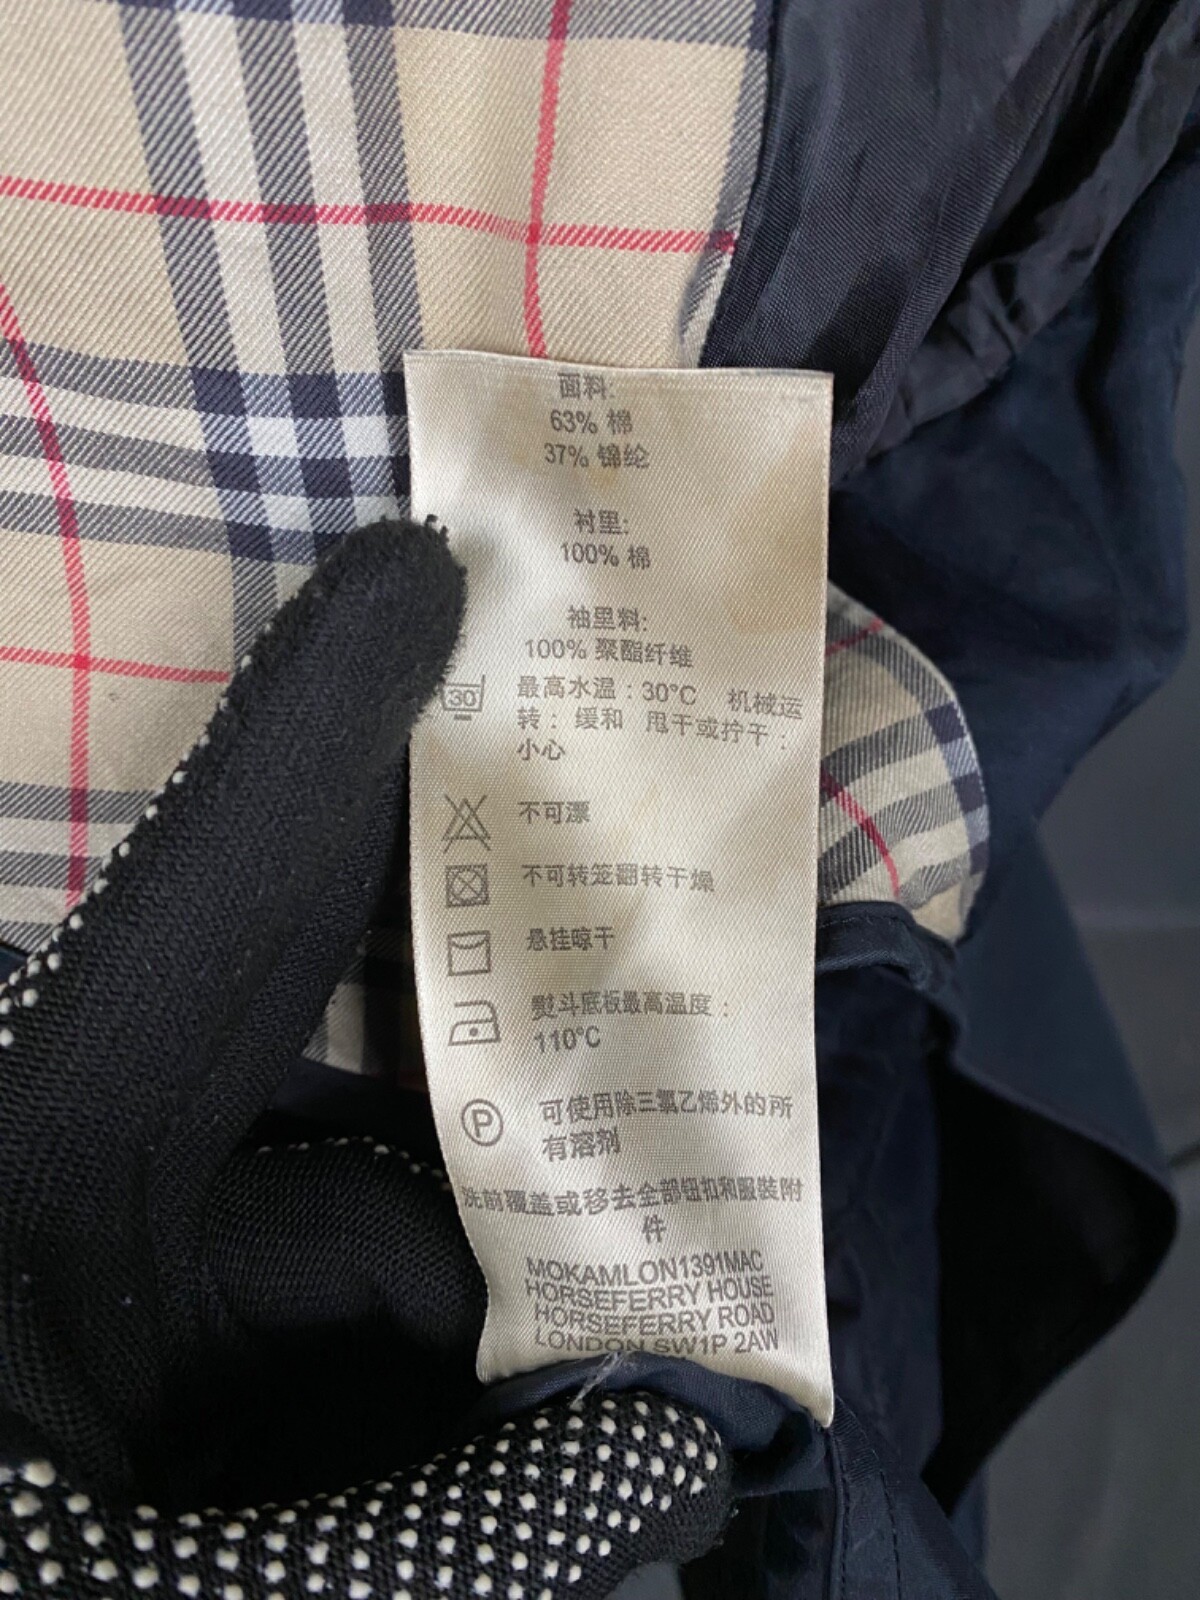 面料:
63% 棉
37% 锦纶
衬里:
100% 棉
袖里料:
100% 聚酯纤维
30
最高水温：30°C 机械运
转： 缓和 甩干或拧干：
小心
不可漂
不可转笼翻转干燥
悬挂晾干
熨斗底板最高温度：
110°C
P
可使用除三氯乙烯外的所
有溶剂
洗前覆盖或移去全部钮扣和服装附
件
MOKAMLON1391MAC
HORSEFERRY HOUSE
HORSEFERRY ROAD
LONDON SW1P 2AW